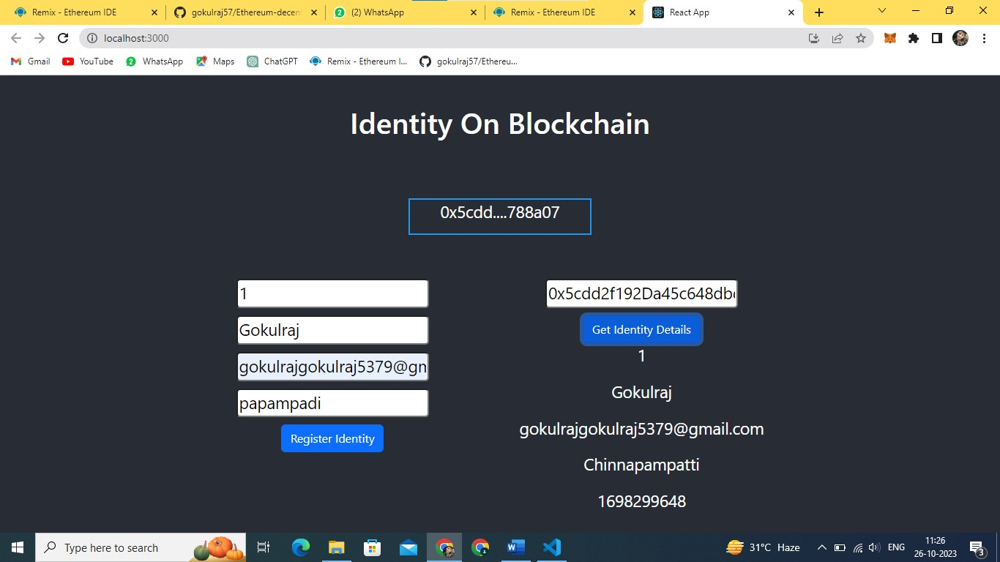 Remix - Ethereum IDE
gokulraj57/Ethereum-decen
(2) WhatsApp
Remix - Ethereum IDE
React App
localhost:3000
Gmail
YouTube
2
WhatsApp
Maps
ChatGPT
Remix - Ethereum I...
gokulraj57/Ethereu...
Identity On Blockchain
0x5cdd....788a07
1
Gokulraj
gokulrajgokulraj5379@gm
papampadi
Register Identity
0x5cdd2f192Da45c648db
Get Identity Details
1
Gokulraj
gokulrajgokulraj5379@gmail.com
Chinnapampatti
1698299648
Type here to search
31°C Haze
ENG
11:26
26-10-2023
3